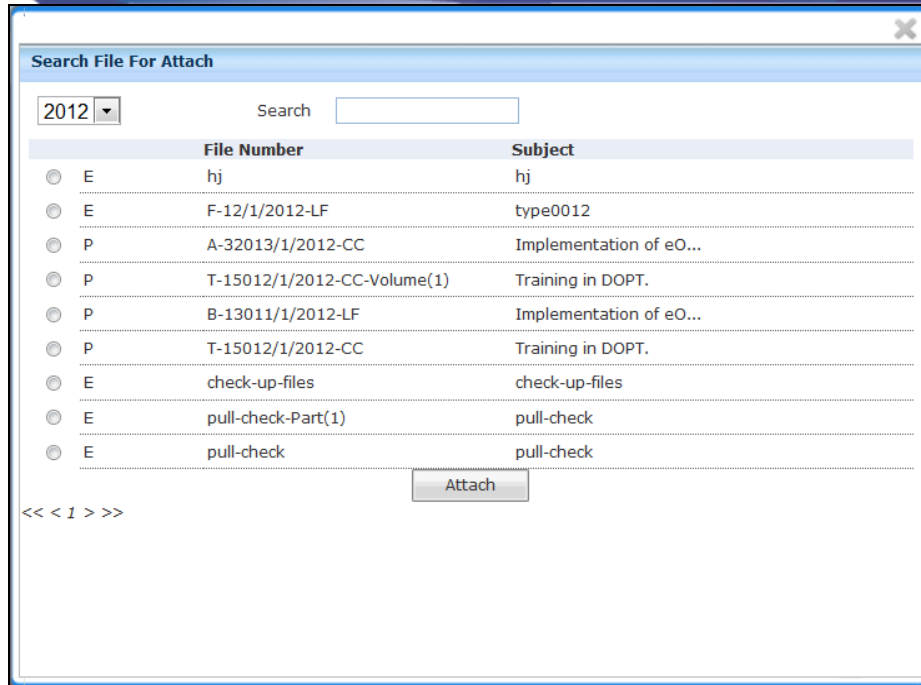 Search File For Attach
2012 Search
File Number Subject
E hj hj
E F-12/1/2012-LF type0012
P A-32013/1/2012-CC Implementation of eO...
P T-15012/1/2012-CC-Volume(1) Training in DOPT.
P B-13011/1/2012-LF Implementation of eO...
P T-15012/1/2012-CC Training in DOPT.
E check-up-files check-up-files
E pull-check-Part(1) pull-check
E pull-check pull-check
Attach
<< < 1 > >>